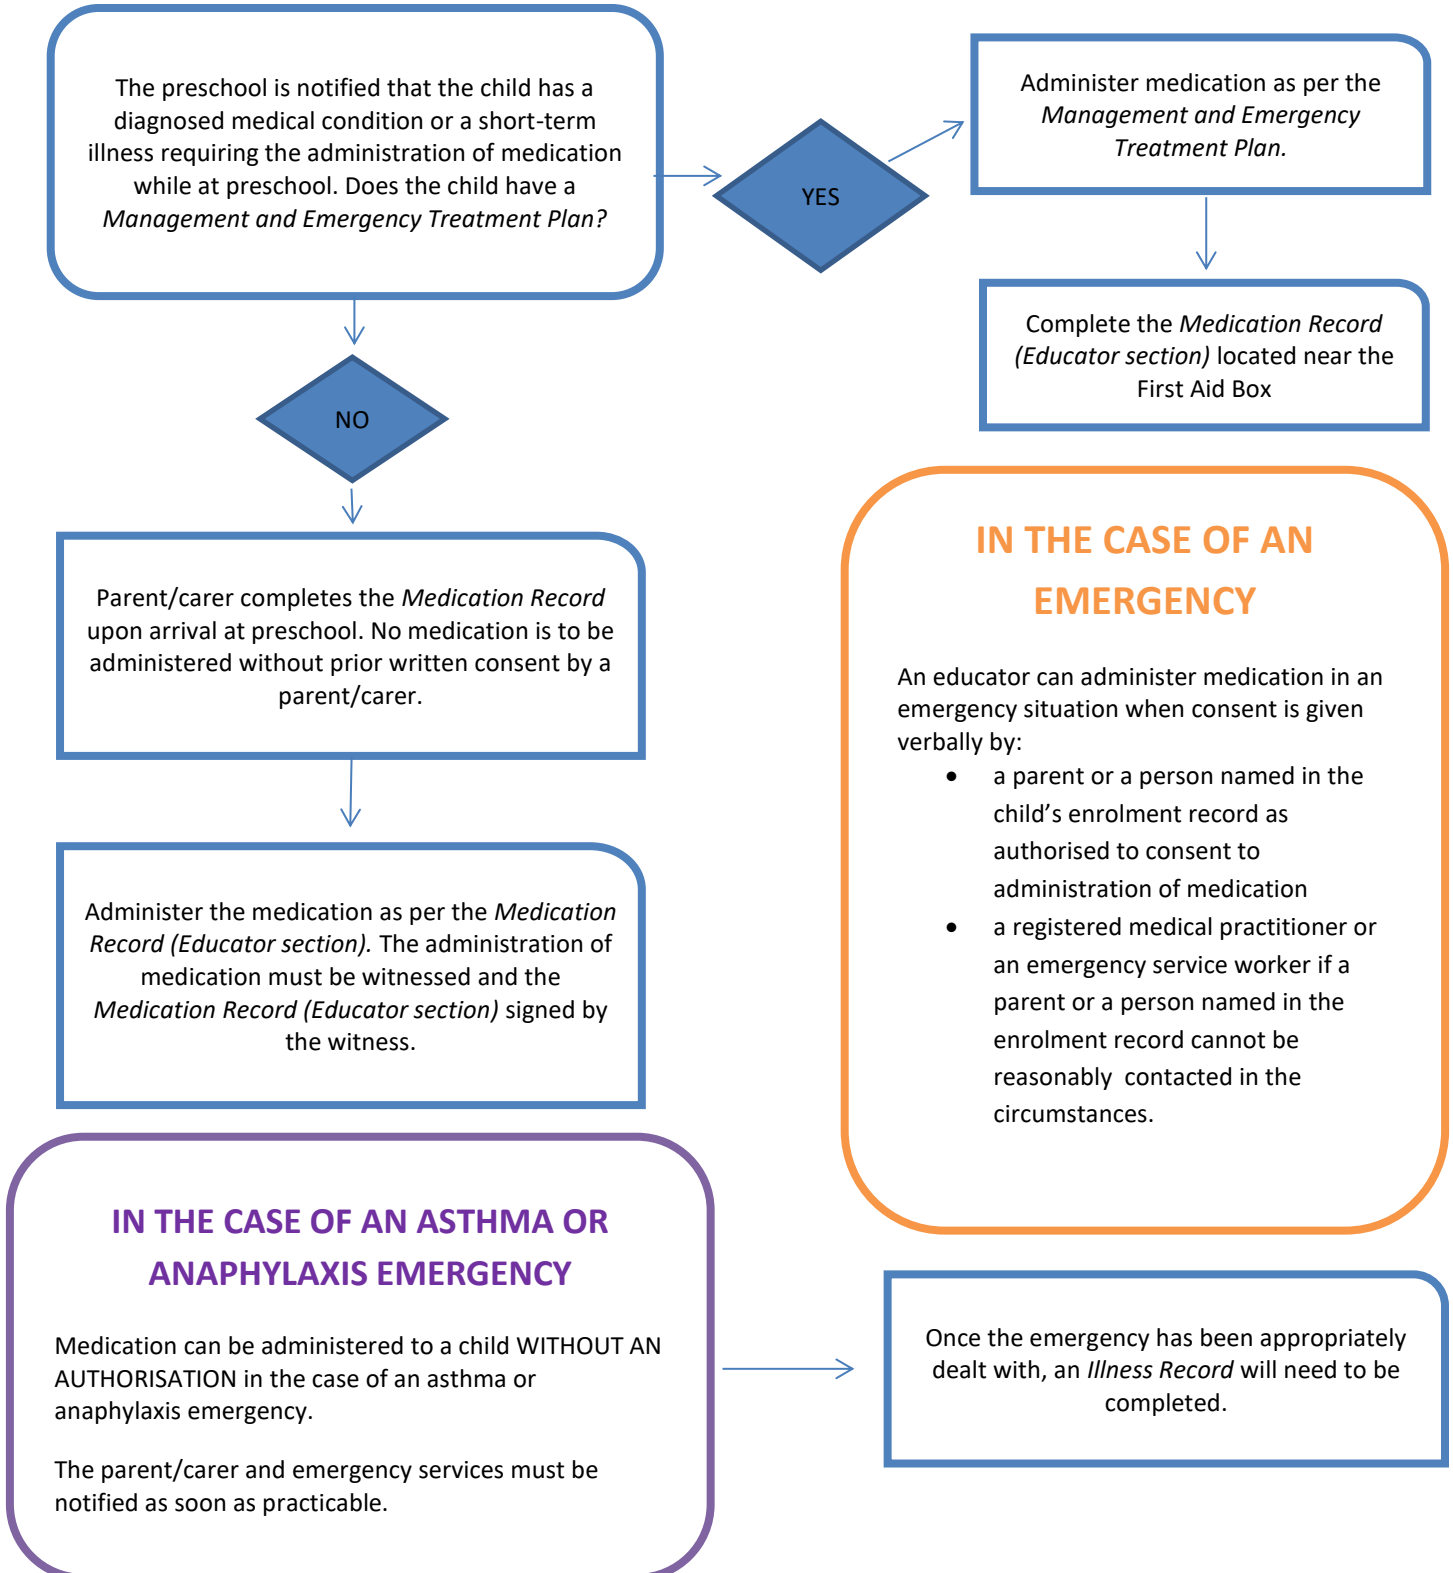 The preschool is notified that the child has a
diagnosed medical condition or a short-term
illness requiring the administration of medication
while at preschool. Does the child have a
Management and Emergency Treatment Plan?
YES
Administer medication as per the
Management and Emergency
Treatment Plan.
Complete the Medication Record
(Educator section) located near the
First Aid Box
NO
Parent/carer completes the Medication Record
upon arrival at preschool. No medication is to be
administered without prior written consent by a
parent/carer.
Administer the medication as per the Medication
Record (Educator section). The administration of
medication must be witnessed and the
Medication Record (Educator section) signed by
the witness.
IN THE CASE OF AN
EMERGENCY
An educator can administer medication in an
emergency situation when consent is given
verbally by:
• a parent or a person named in the
child’s enrolment record as
authorised to consent to
administration of medication
• a registered medical practitioner or
an emergency service worker if a
parent or a person named in the
enrolment record cannot be
reasonably  contacted in the
circumstances.
IN THE CASE OF AN ASTHMA OR
ANAPHYLAXIS EMERGENCY
Medication can be administered to a child WITHOUT AN
AUTHORISATION in the case of an asthma or
anaphylaxis emergency.
The parent/carer and emergency services must be
notified as soon as practicable.
Once the emergency has been appropriately
dealt with, an Illness Record will need to be
completed.